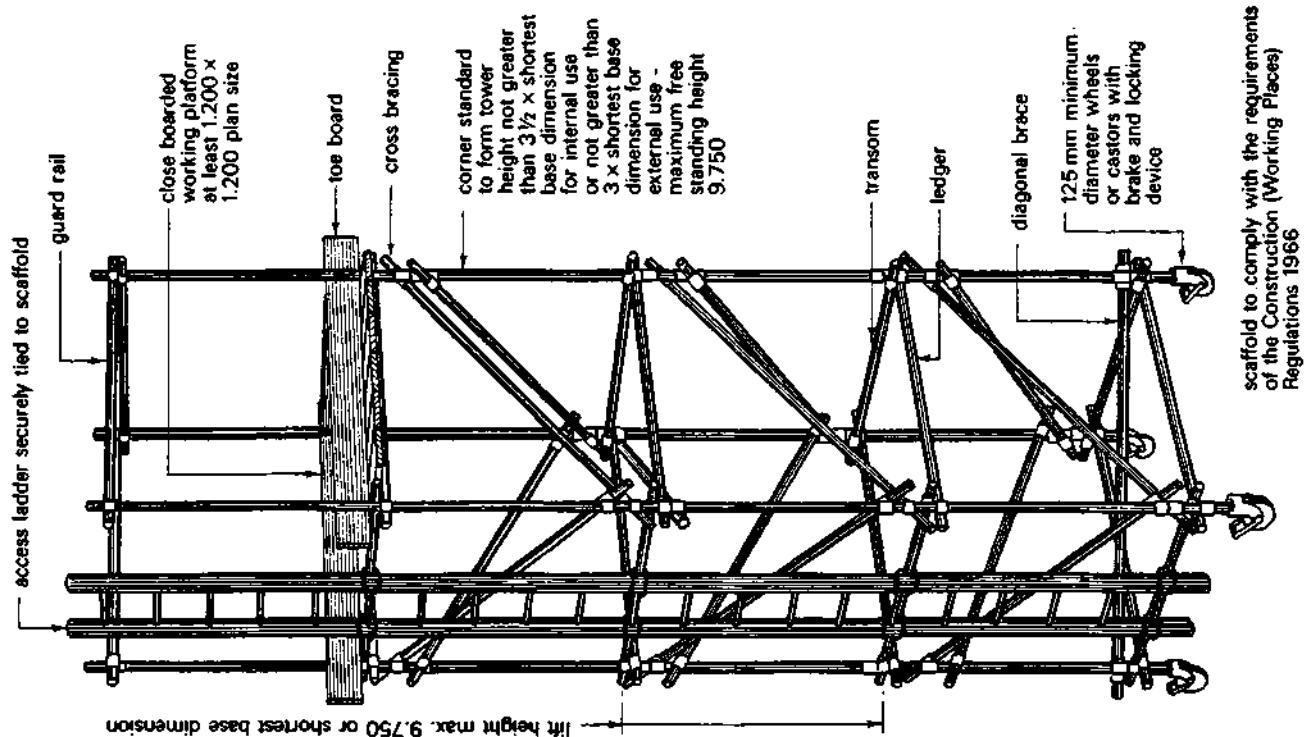 access ladder securely tied to scaffold
guard rail
close boarded
working platform
at least 1.200 ×
1.200 plan size
toe board
cross bracing
corner standard
to form tower
height not greater
than 3½ × shortest
base dimension
for internal use
or not greater than
3 × shortest base
dimension for
external use -
maximum free
standing height
9.750
transom
ledger
diagonal brace
125 mm minimum
diameter wheels
or castors with
brake and locking
device
lift height max. 9.750 or shortest base dimension
scaffold to comply with the requirements
of the Construction (Working Places)
Regulations 1966